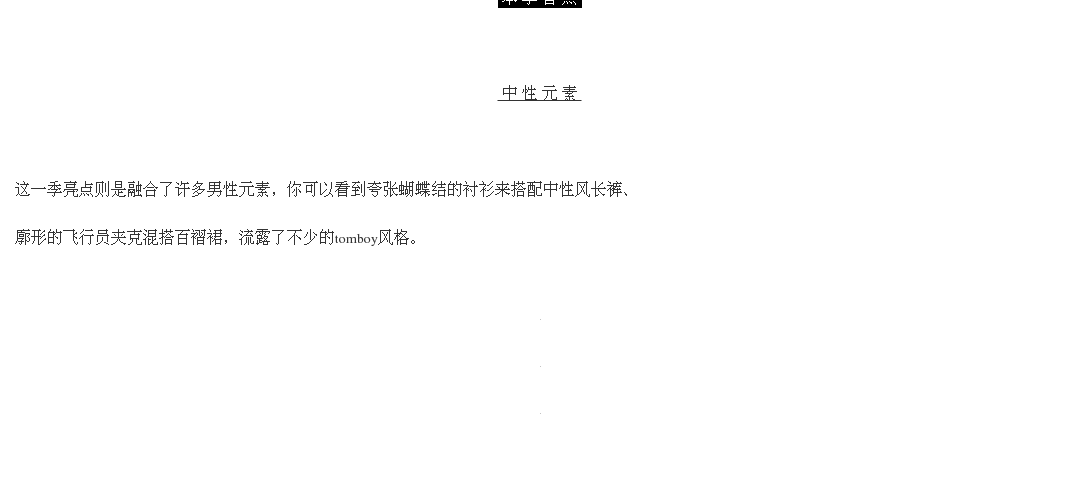 中 性 元 素
这一季亮点则是融合了许多男性元素，你可以看到夸张蝴蝶结的衬衫来搭配中性风长裤、
廓形的飞行员夹克混搭百褶裙，流露了不少的tomboy风格。